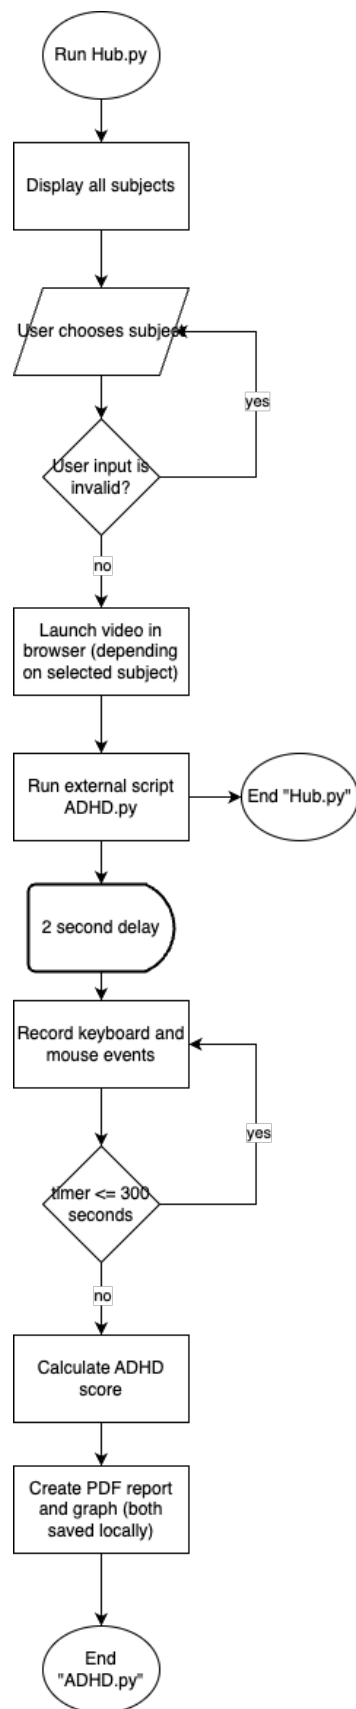 Run Hub.py
Display all subjects
User chooses subject
yes
User input is
invalid?
no
Launch video in
browser (depending
on selected subject)
Run external script
ADHD.py
End "Hub.py"
2 second delay
Record keyboard and
mouse events
yes
timer <= 300
seconds
no
Calculate ADHD
score
Create PDF report
and graph (both
saved locally)
End
"ADHD.py"